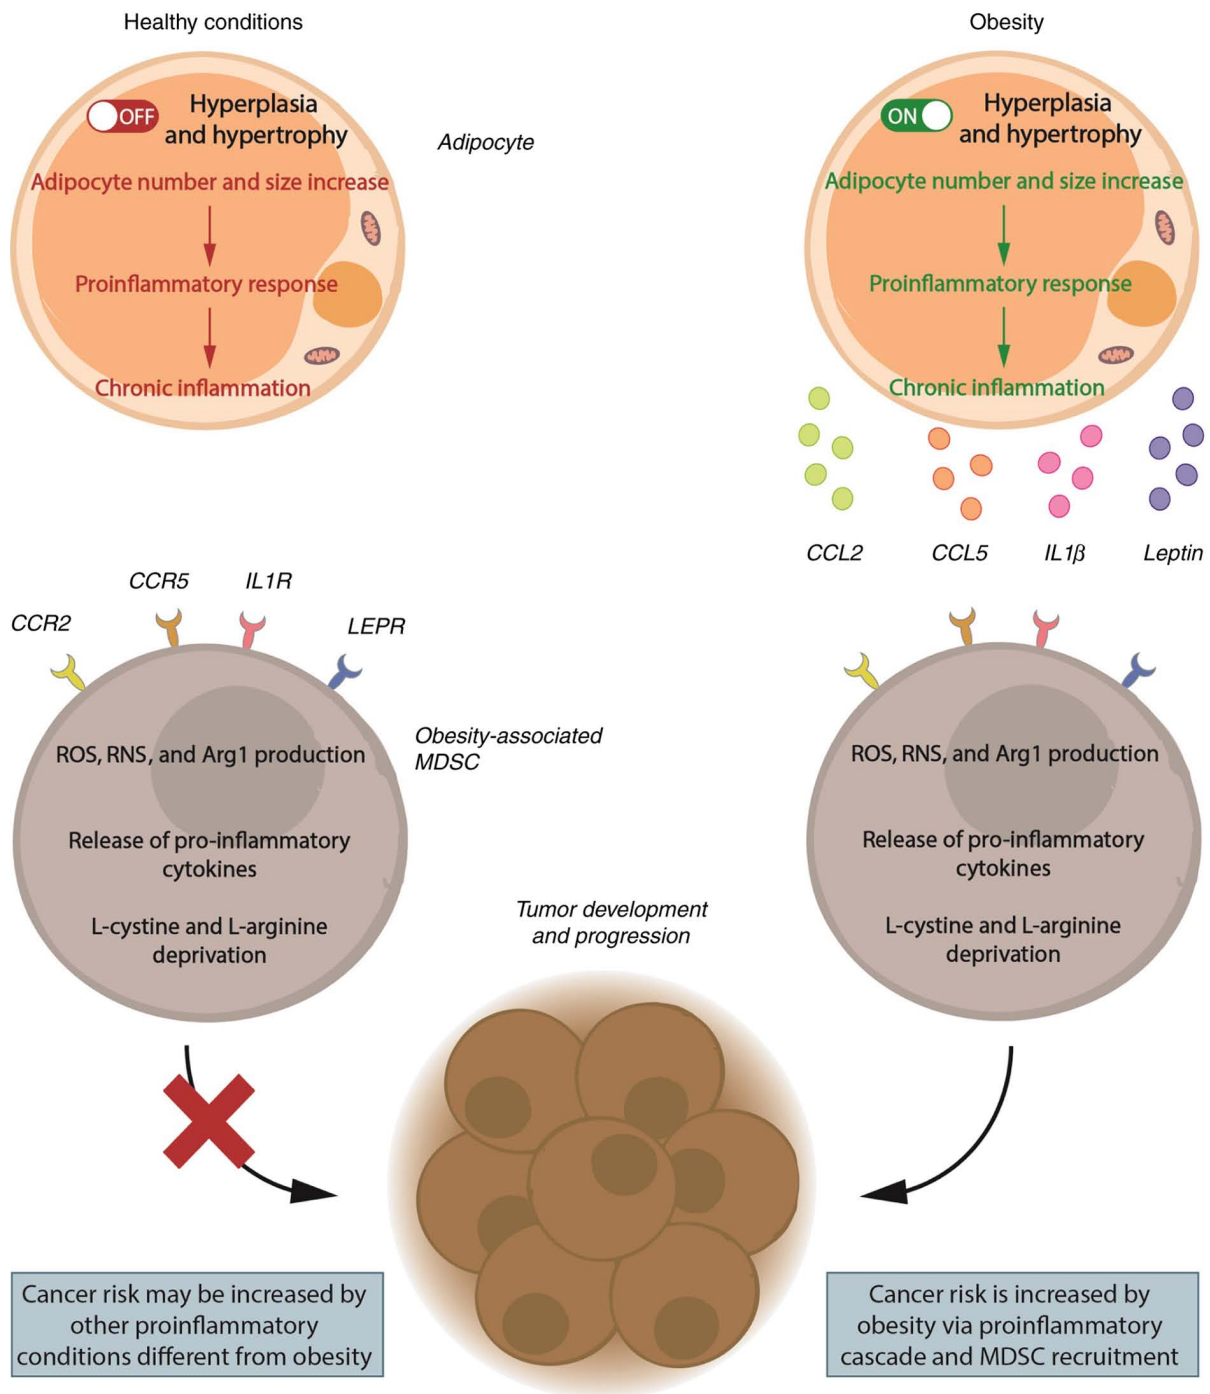 Healthy conditions
Obesity
OFF
Hyperplasia
and hypertrophy
Adipocyte number and size increase
Proinflammatory response
Chronic inflammation
Adipocyte
ON
Hyperplasia
and hypertrophy
Adipocyte number and size increase
Proinflammatory response
Chronic inflammation
CCL2
CCL5
IL1β
Leptin
CCR2
CCR5
IL1R
LEPR
ROS, RNS, and Arg1 production
Release of pro-inflammatory
cytokines
L-cystine and L-arginine
deprivation
Obesity-associated
MDSC
ROS, RNS, and Arg1 production
Release of pro-inflammatory
cytokines
L-cystine and L-arginine
deprivation
Tumor development
and progression
Cancer risk may be increased by
other proinflammatory
conditions different from obesity
Cancer risk is increased by
obesity via proinflammatory
cascade and MDSC recruitment